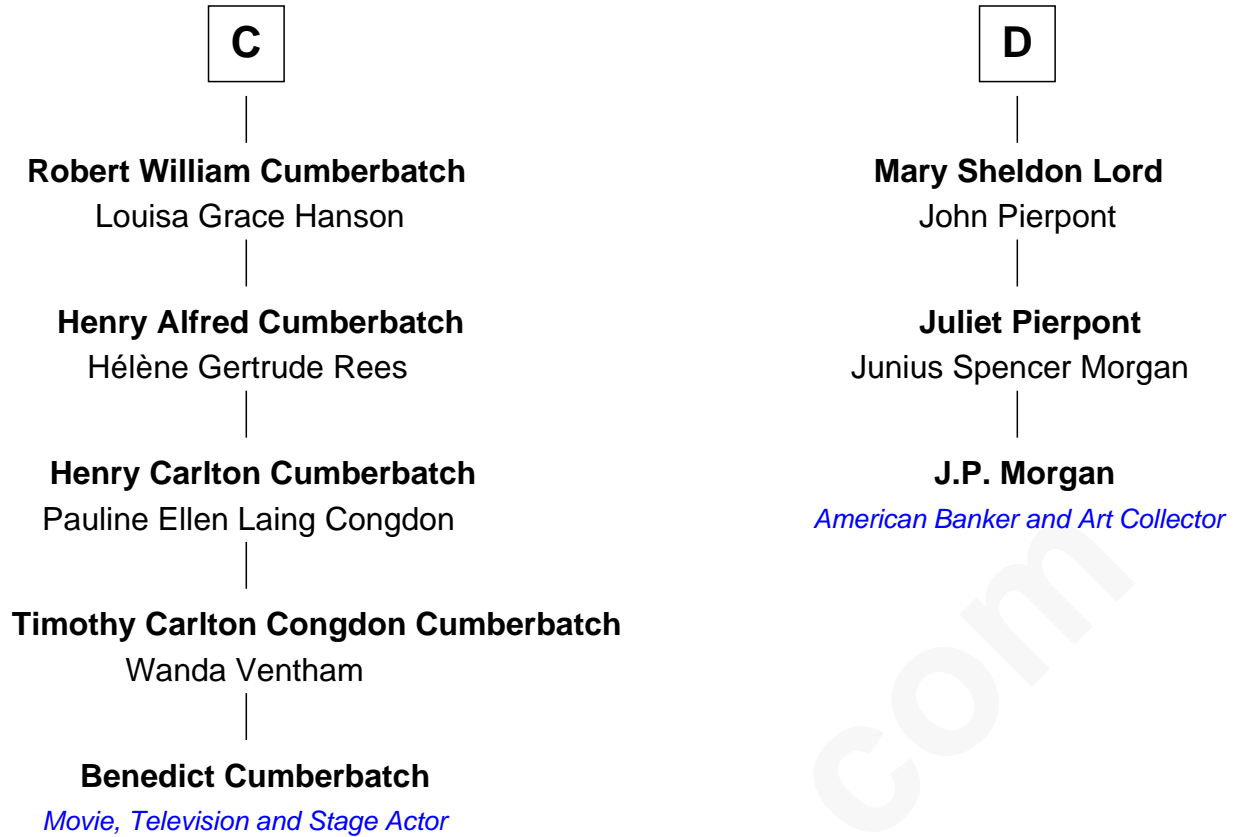 C
Robert William Cumberbatch
Louisa Grace Hanson
Henry Alfred Cumberbatch
Hélène Gertrude Rees
Henry Carlton Cumberbatch
Pauline Ellen Laing Congdon
Timothy Carlton Congdon Cumberbatch
Wanda Ventham
Benedict Cumberbatch
Movie, Television and Stage Actor
D
Mary Sheldon Lord
John Pierpont
Juliet Pierpont
Junius Spencer Morgan
J.P. Morgan
American Banker and Art Collector
com